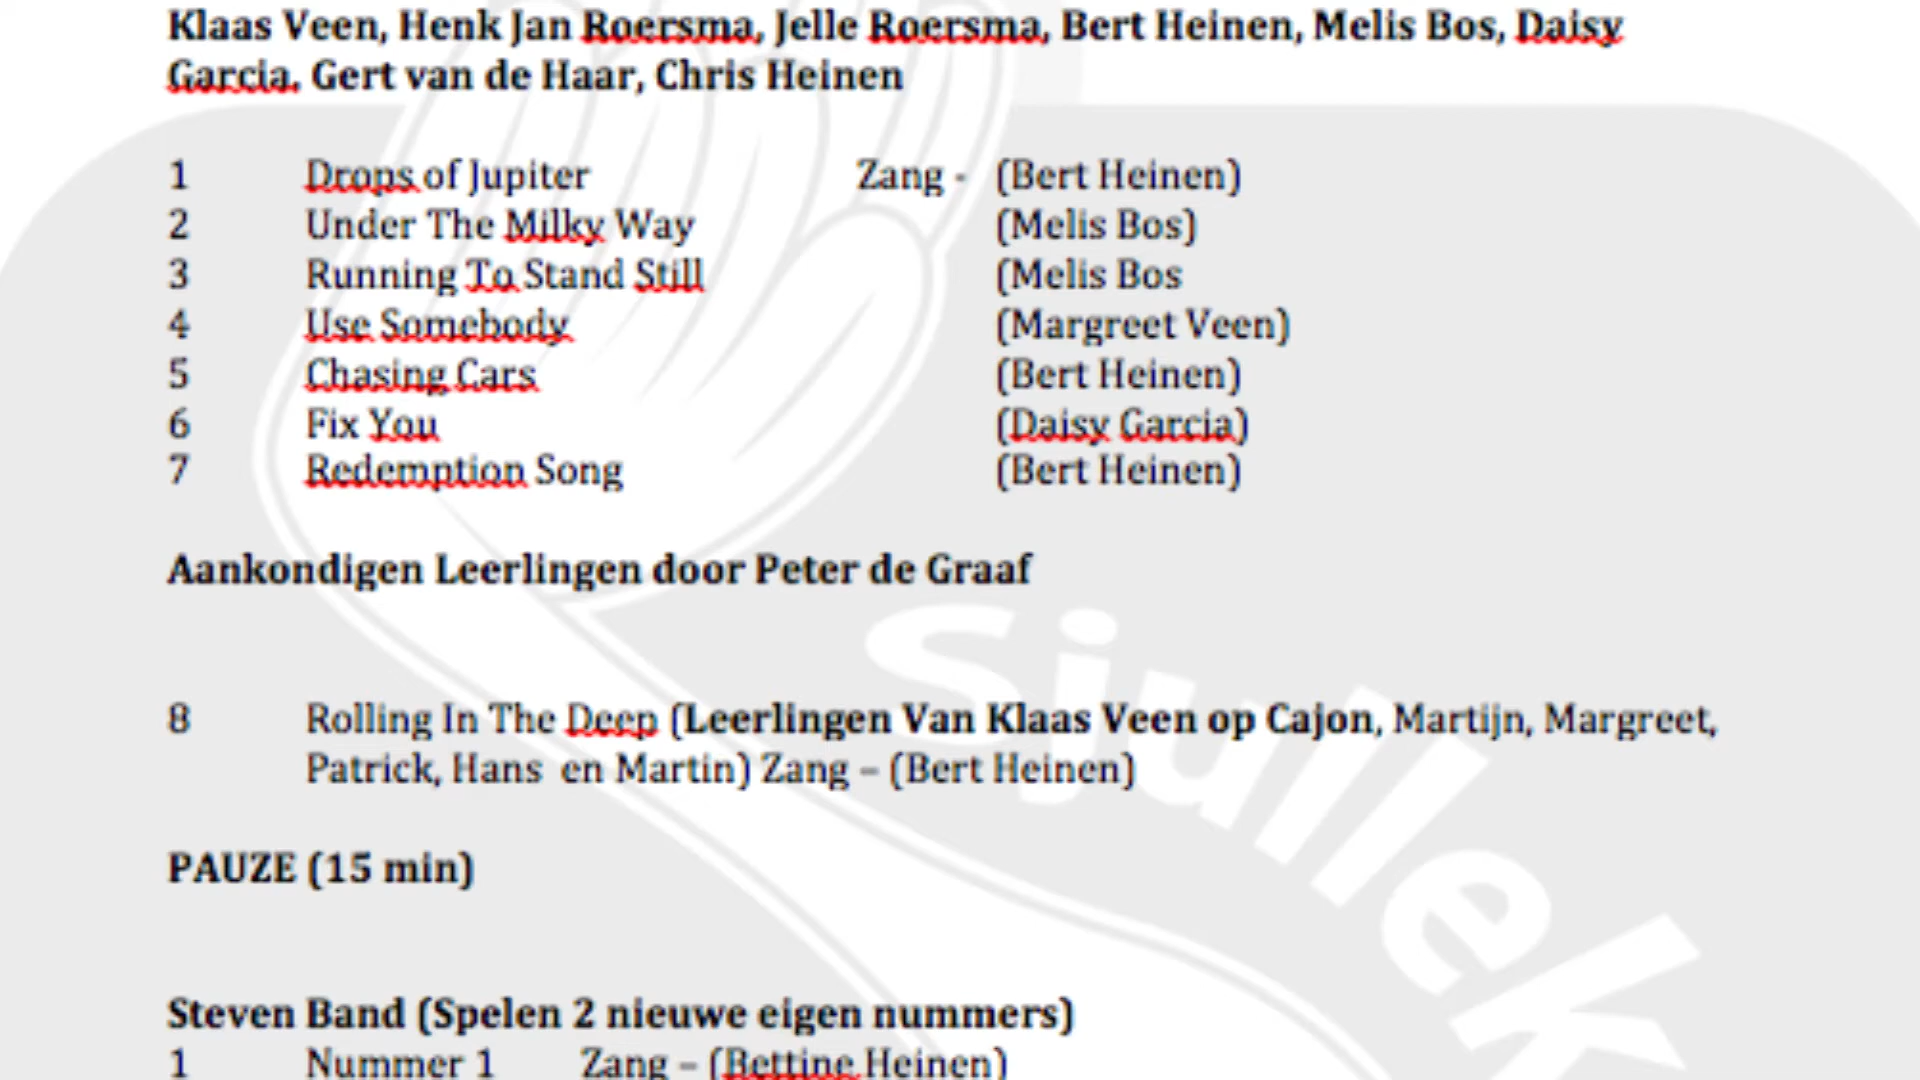 Klaas Veen, Henk Jan Roersma, Jelle Roersma, Bert Heinen, Melis Bos, Daisy
Garcia, Gert van de Haar, Chris Heinen
1 Drops of Jupiter Zang - (Bert Heinen)
2 Under The Milky Way (Melis Bos)
3 Running To Stand Still (Melis Bos
4 Use Somebody (Margreet Veen)
5 Chasing Cars (Bert Heinen)
6 Fix You (Daisy Garcia)
7 Redemption Song (Bert Heinen)
Aankondigen Leerlingen door Peter de Graaf
8 Rolling In The Deep (Leerlingen Van Klaas Veen op Cajon, Martijn, Margreet,
Patrick, Hans en Martin) Zang – (Bert Heinen)
PAUZE (15 min)
Steven Band (Spelen 2 nieuwe eigen nummers)
1 Nummer 1 Zang – (Bettine Heinen)
Sjullek